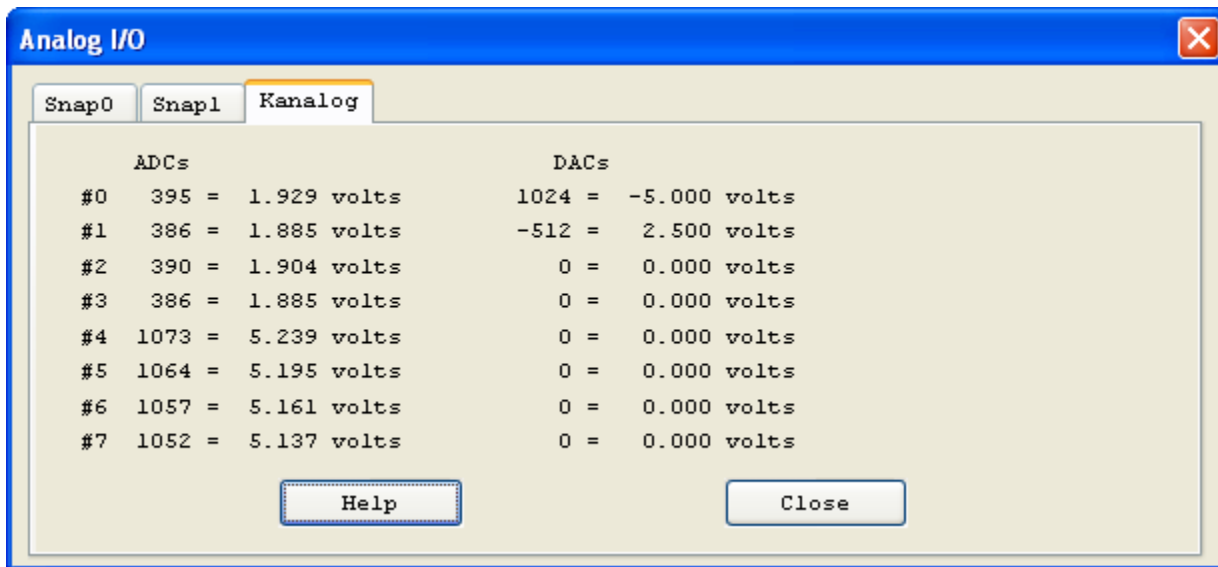 Analog I/O
Snap0 Snap1 Kanalog
ADCs DACs
#0 395 = 1.929 volts 1024 = -5.000 volts
#1 386 = 1.885 volts -512 = 2.500 volts
#2 390 = 1.904 volts 0 = 0.000 volts
#3 386 = 1.885 volts 0 = 0.000 volts
#4 1073 = 5.239 volts 0 = 0.000 volts
#5 1064 = 5.195 volts 0 = 0.000 volts
#6 1057 = 5.161 volts 0 = 0.000 volts
#7 1052 = 5.137 volts 0 = 0.000 volts
Help Close